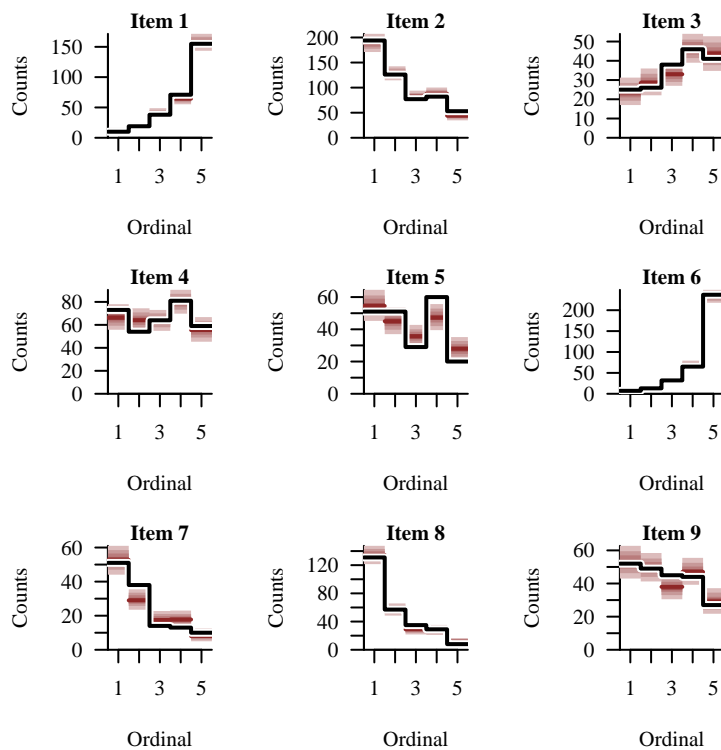 Item 1
Counts
0
50
100
150
1
3
5
Ordinal
Item 2
Counts
0
50
100
150
200
1
3
5
Ordinal
Item 3
Counts
0
10
20
30
40
50
1
3
5
Ordinal
Item 4
Counts
0
20
40
60
80
1
3
5
Ordinal
Item 5
Counts
0
20
40
60
1
3
5
Ordinal
Item 6
Counts
0
50
100
150
200
1
3
5
Ordinal
Item 7
Counts
0
20
40
60
1
3
5
Ordinal
Item 8
Counts
0
40
80
120
1
3
5
Ordinal
Item 9
Counts
0
20
40
60
1
3
5
Ordinal